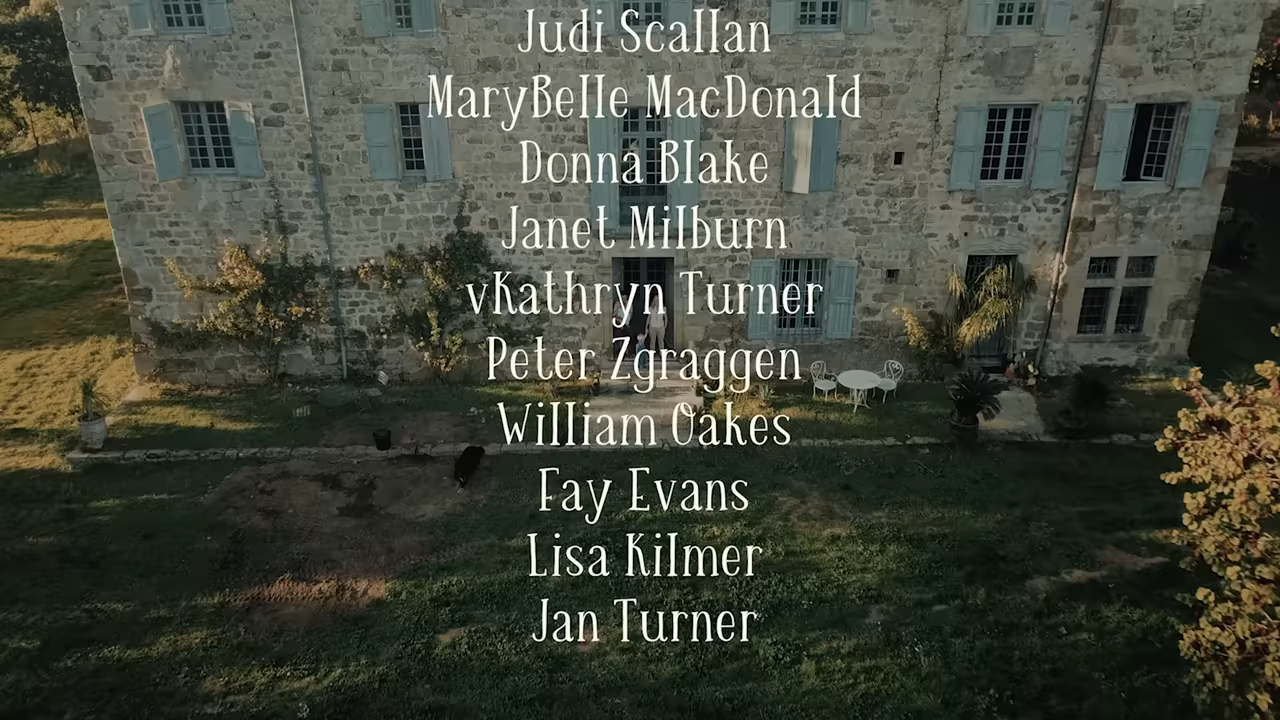 Judi Scallan
MaryBelle MacDonald
Donna Blake
Janet Milburn
vKathryn Turner
Peter Zgraggen
William Oakes
Fay Evans
Lisa Kilmer
Jan Turner